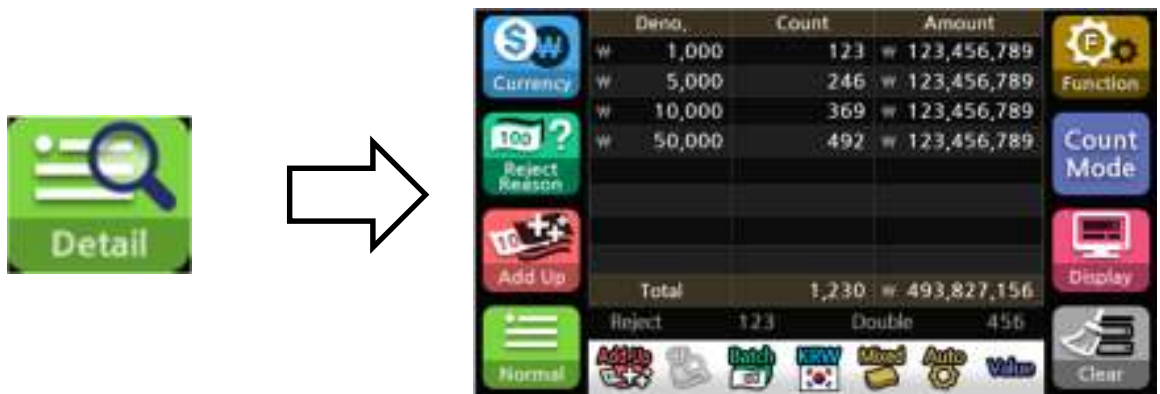 Detail
Currency
Reject
Reason
100 ?
Add Up
10
Normal
Deno. Count Amount
₩ 1,000 123 ₩ 123,456,789
₩ 5,000 246 ₩ 123,456,789
₩ 10,000 369 ₩ 123,456,789
₩ 50,000 492 ₩ 123,456,789
Total 1,230 ₩ 493,827,156
Reject 123 Double 456
Add-Up Batch KRW Mixed Auto Value
F
Function
Count
Mode
Display
Clear